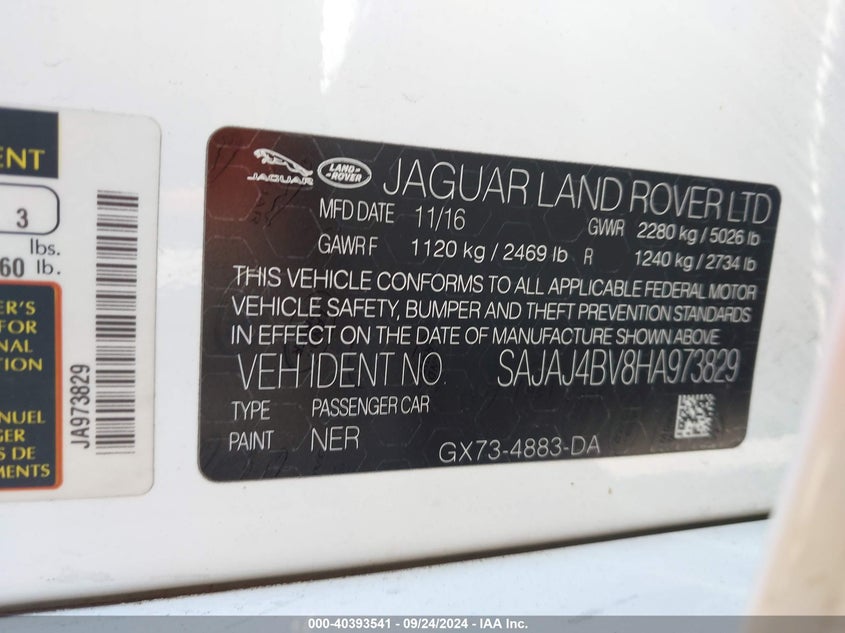 ENT
3
lbs.
60 lb.
ER'S
FOR
NAL
TION
NUEL
GER
S DE
MENTS
JA973829
JAGUAR
LAND ROVER
JAGUAR LAND ROVER LTD
MFD DATE 11/16 GVWR 2280 kg / 5026 lb
GAWR F 1120 kg / 2469 lb R 1240 kg / 2734 lb
THIS VEHICLE CONFORMS TO ALL APPLICABLE FEDERAL MOTOR
VEHICLE SAFETY, BUMPER AND THEFT PREVENTION STANDARDS
IN EFFECT ON THE DATE OF MANUFACTURE SHOWN ABOVE
VEH IDENT NO. SAJAJ4BV8HA973829
TYPE PASSENGER CAR
PAINT NER GX73-4883-DA
000-40393541 / 09/24/2024 - IAA Inc.